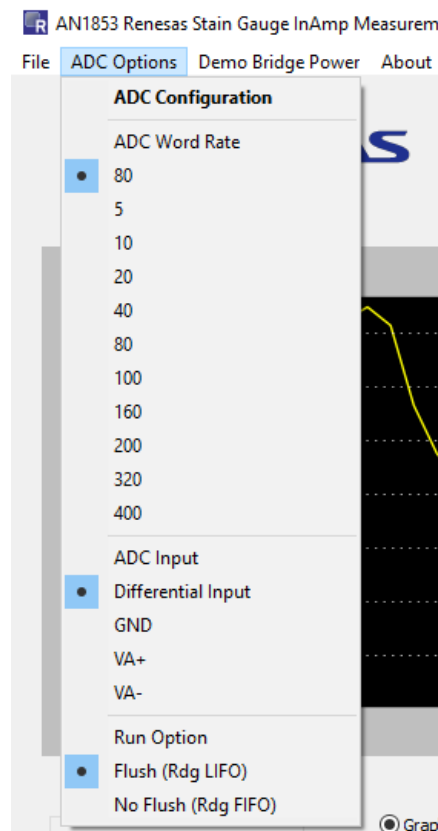 AN1853 Renesas Stain Gauge InAmp Measurem
File ADC Options Demo Bridge Power About
ADC Configuration
ADC Word Rate
80
5
10
20
40
80
100
160
200
320
400
ADC Input
Differential Input
GND
VA+
VA-
Run Option
Flush (Rdg LIFO)
No Flush (Rdg FIFO)
Grap